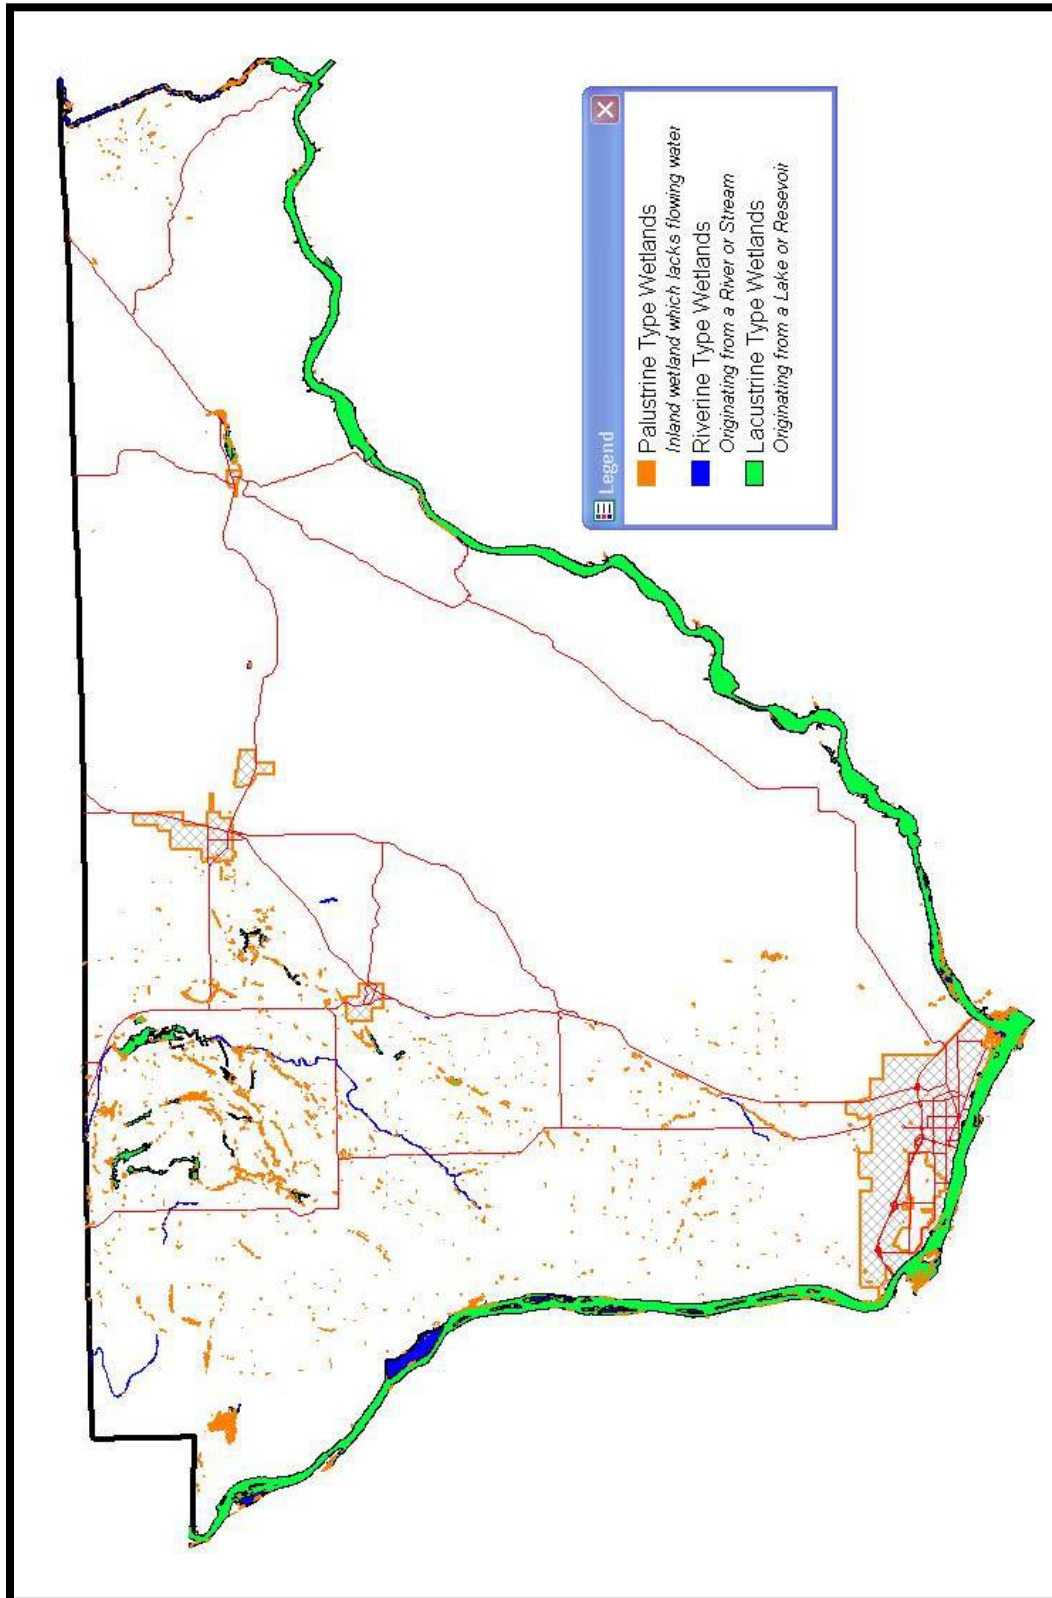 Legend
Palustrine Type Wetlands
Inland wetland which lacks flowing water
Riverine Type Wetlands
Originating from a River or Stream
Lacustrine Type Wetlands
Originating from a Lake or Resevoir